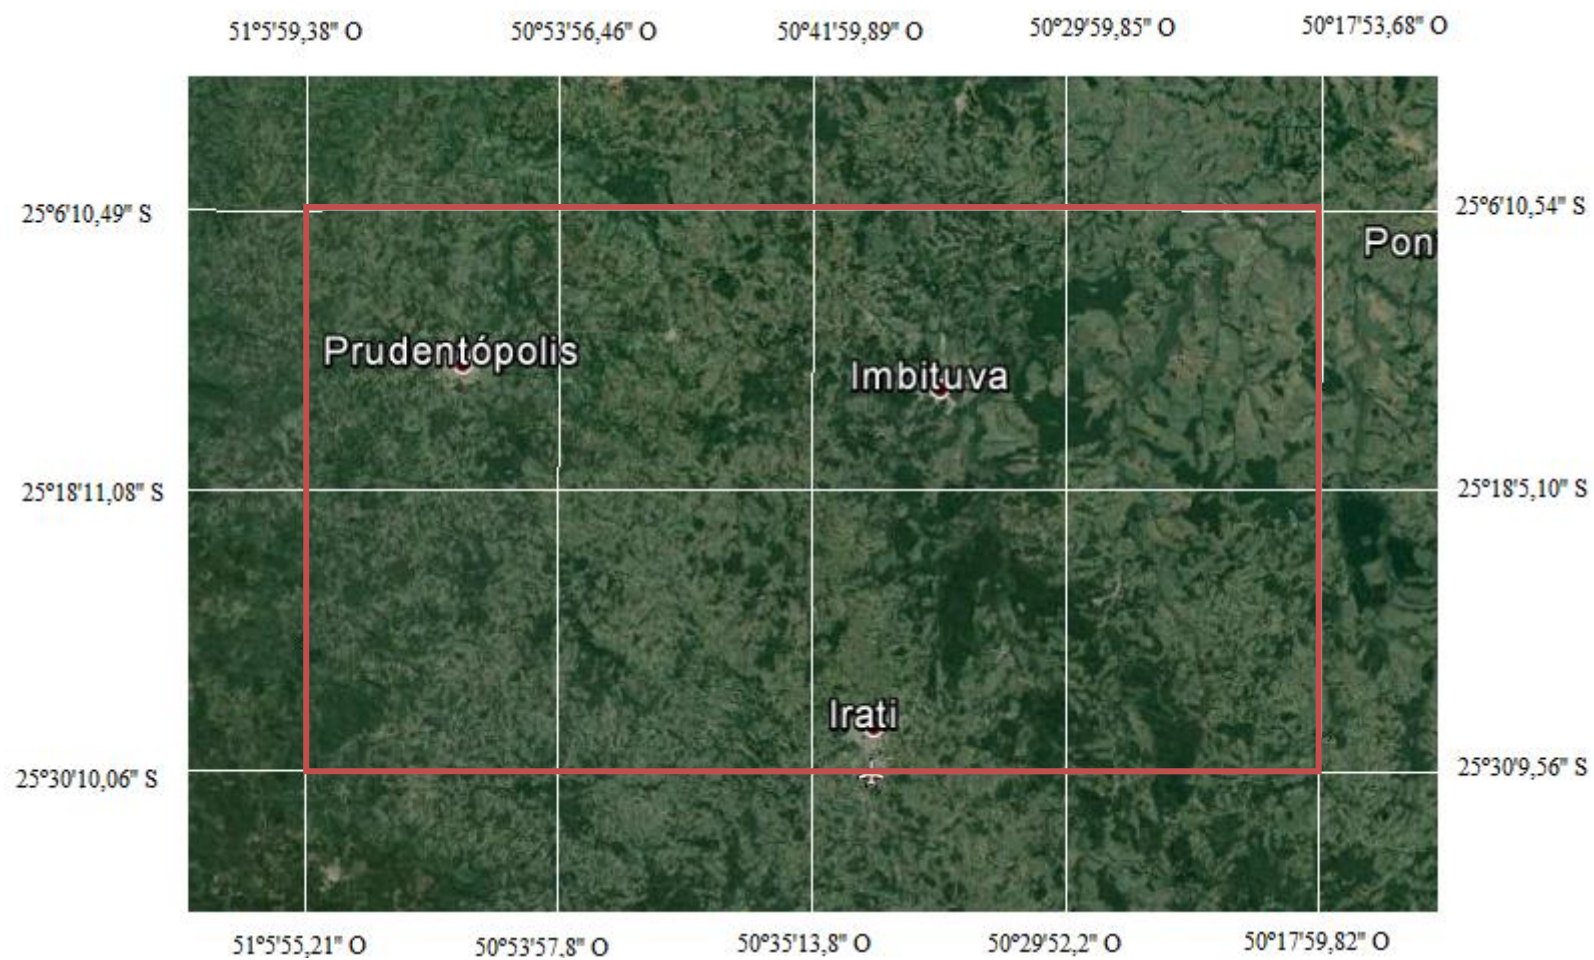 51°5'59,38" O
50°53'56,46" O
50°41'59,89" O
50°29'59,85" O
50°17'53,68" O
25°6'10,49" S
25°6'10,54" S
Pon
Prudentópolis
Imbituva
25°18'11,08" S
25°18'5,10" S
Irati
25°30'10,06" S
25°30'9,56" S
51°5'55,21" O
50°53'57,8" O
50°35'13,8" O
50°29'52,2" O
50°17'59,82" O